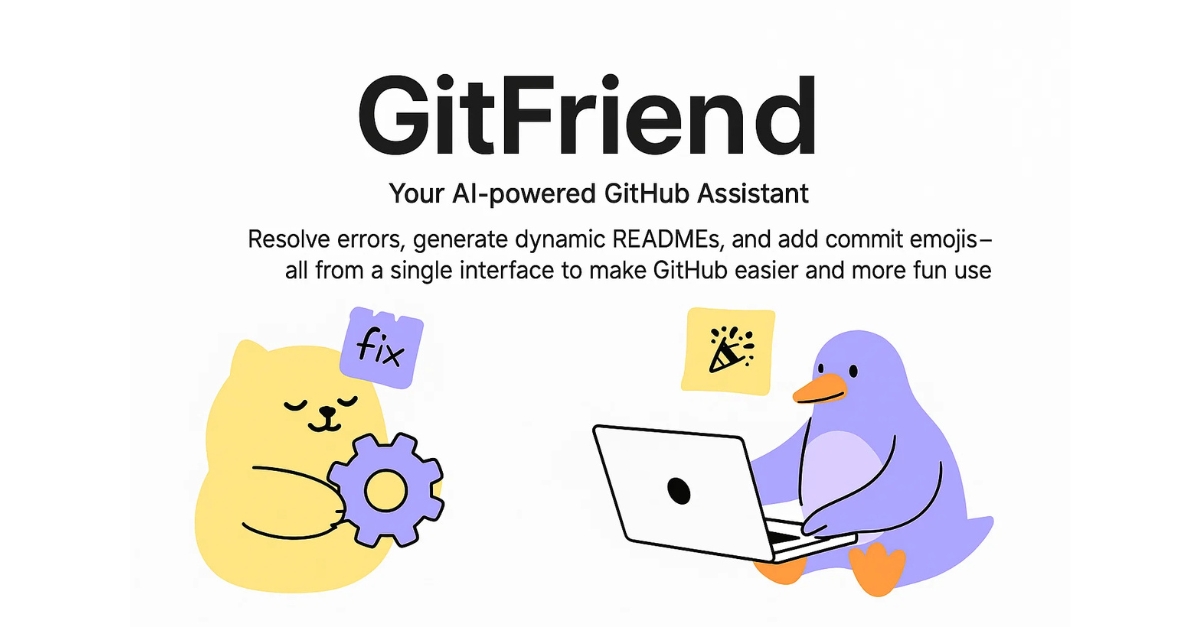 GitFriend
Your AI-powered GitHub Assistant
Resolve errors, generate dynamic READMEs, and add commit emojis–
all from a single interface to make GitHub easier and more fun use
fix